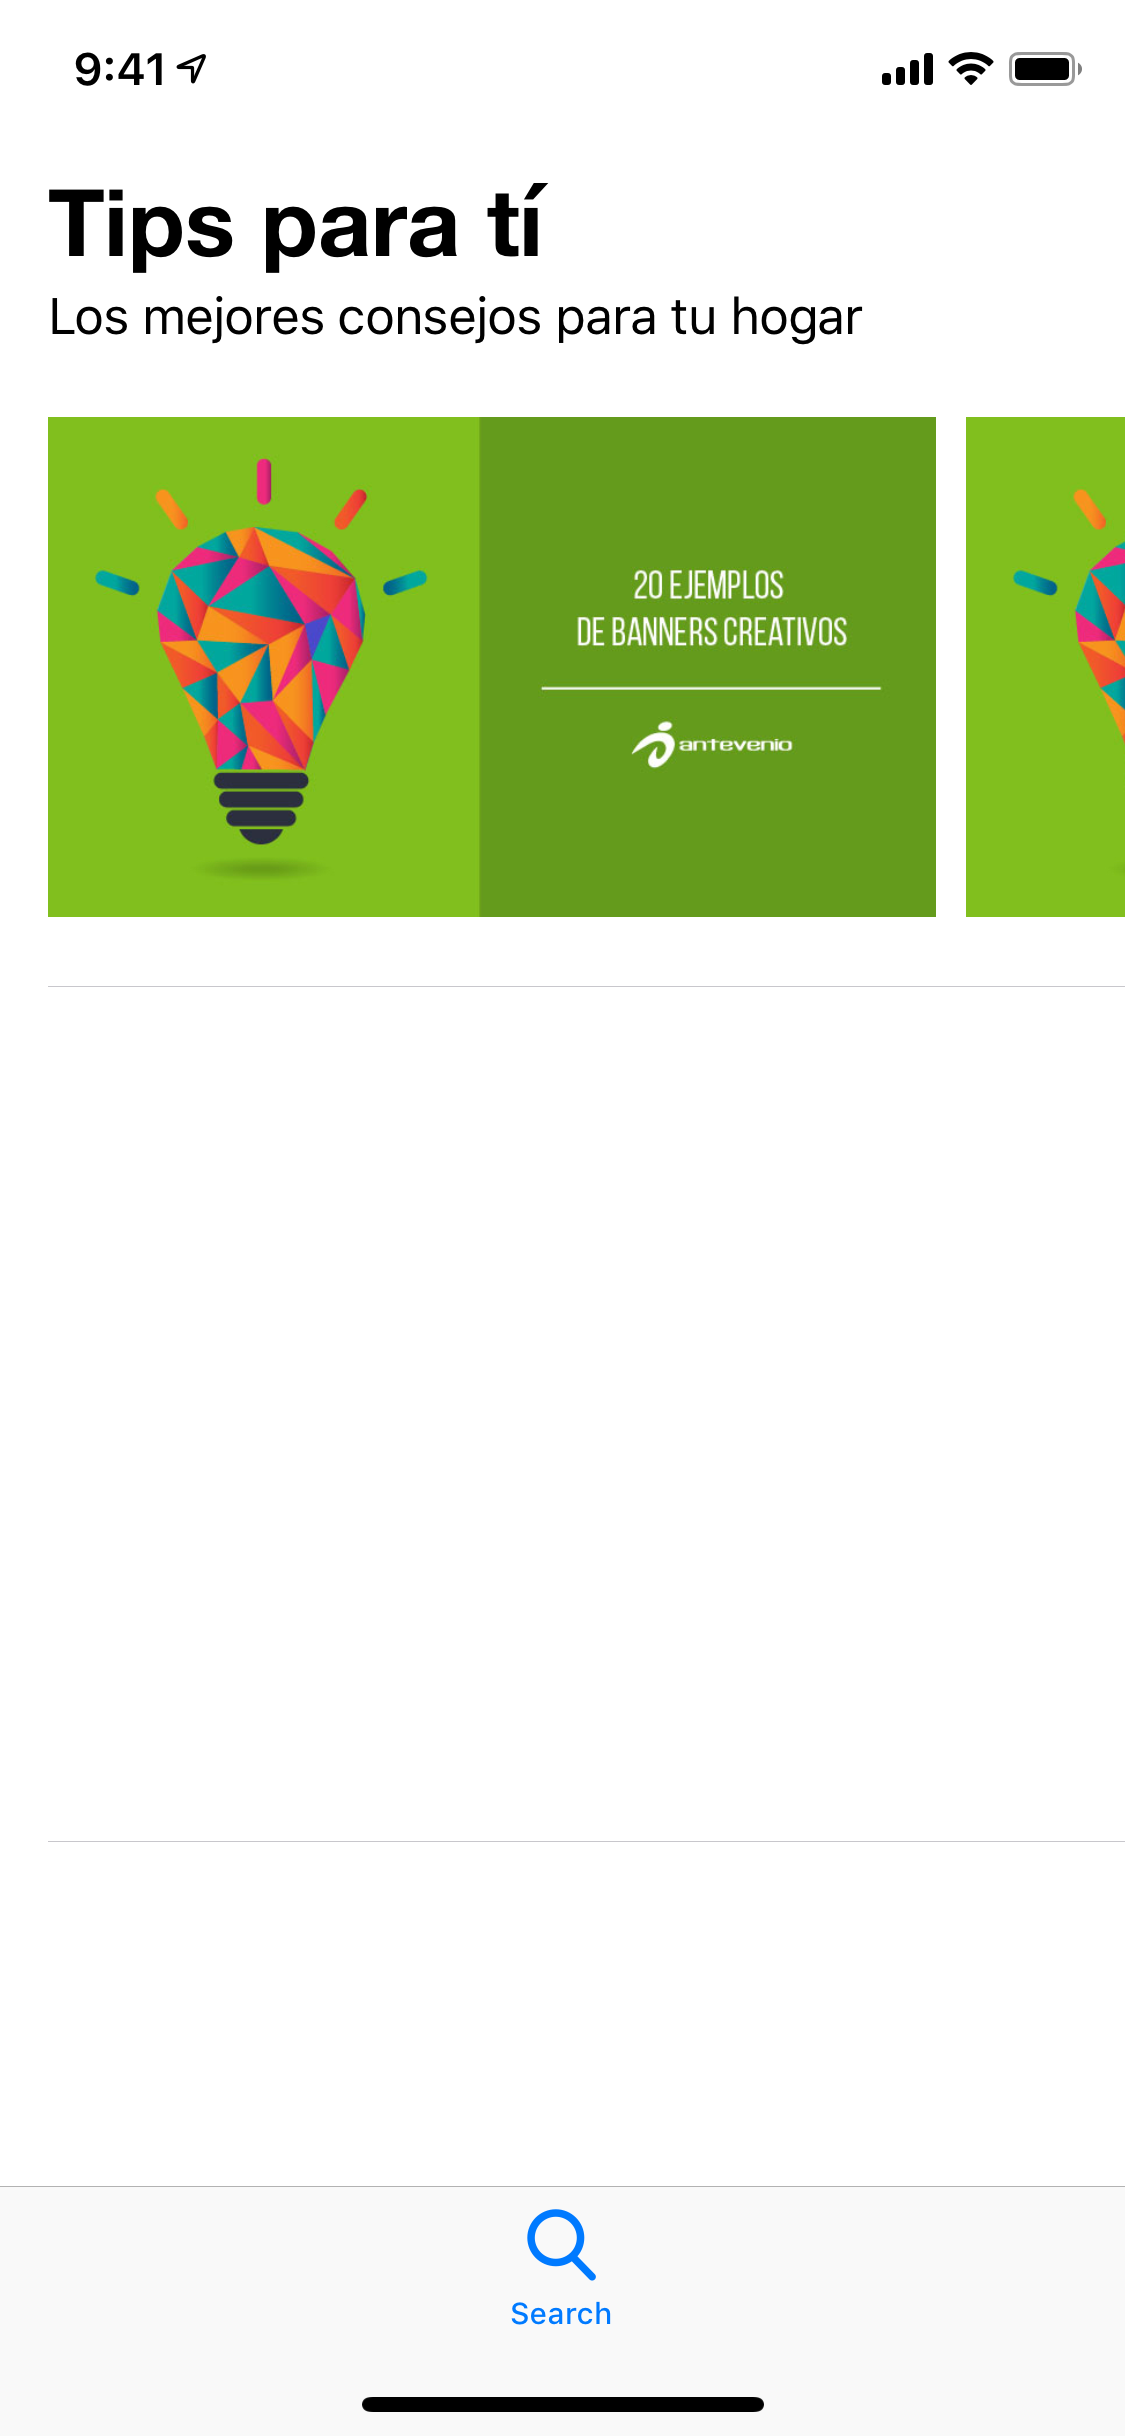 9:41
Tips para tí
Los mejores consejos para tu hogar
20 EJEMPLOS
DE BANNERS CREATIVOS
antevenio
Search